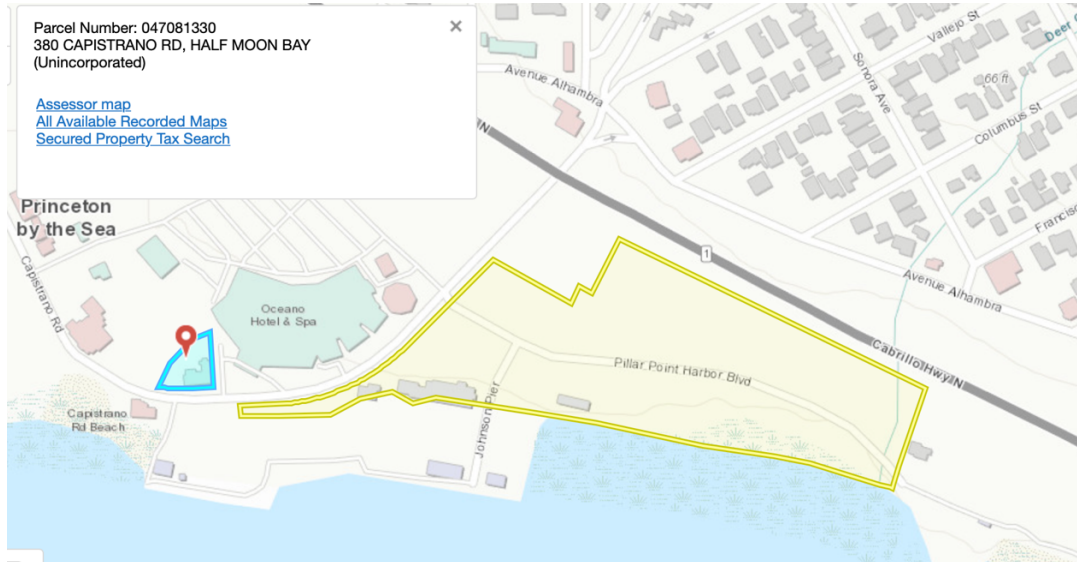 Parcel Number: 047081330
380 CAPISTRANO RD, HALF MOON BAY
(Unincorporated)
Assessor map
All Available Recorded Maps
Secured Property Tax Search
Vallejo St
Deer
Avenue Alhambra
Sonora Ave
66 ft
Columbus St
N
Princeton
by the Sea
Francisc
Capistrano Rd
1
Avenue Alhambra
Oceano
Hotel & Spa
Cabrillo Hwy N
Pillar Point Harbor Blvd
Capistrano
Rd Beach
Johnson Pier